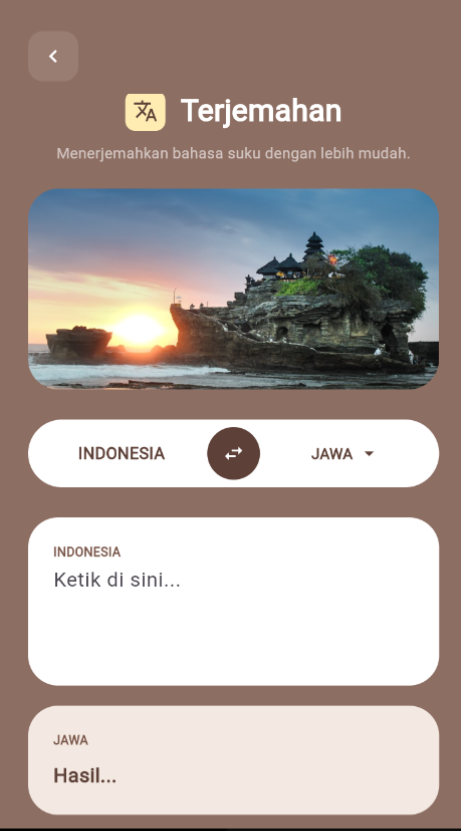 Terjemahan
Menerjemahkan bahasa suku dengan lebih mudah.
INDONESIA
JAWA
INDONESIA
Ketik di sini...
JAWA
Hasil...